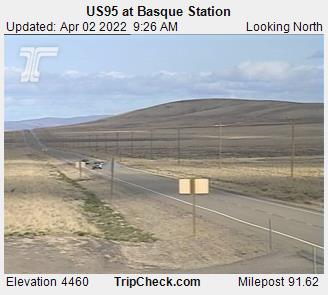 US95 at Basque Station
Updated: Apr 02 2022 9:26 AM Looking North
Elevation 4460 TripCheck.com Milepost 91.62